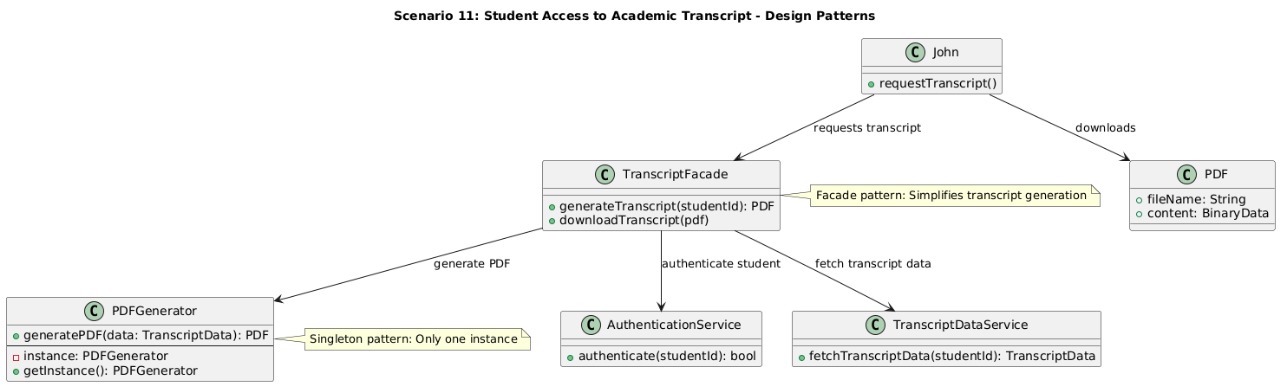 Scenario 11: Student Access to Academic Transcript - Design Patterns
C John
requestTranscript()
requests transcript
downloads
C TranscriptFacade
generateTranscript(studentId): PDF
downloadTranscript(pdf)
Facade pattern: Simplifies transcript generation
C PDF
fileName: String
content: BinaryData
generate PDF
authenticate student
fetch transcript data
C PDFGenerator
generatePDF(data: TranscriptData): PDF
instance: PDFGenerator
getInstance(): PDFGenerator
Singleton pattern: Only one instance
C AuthenticationService
authenticate(studentId): bool
C TranscriptDataService
fetchTranscriptData(studentId): TranscriptData